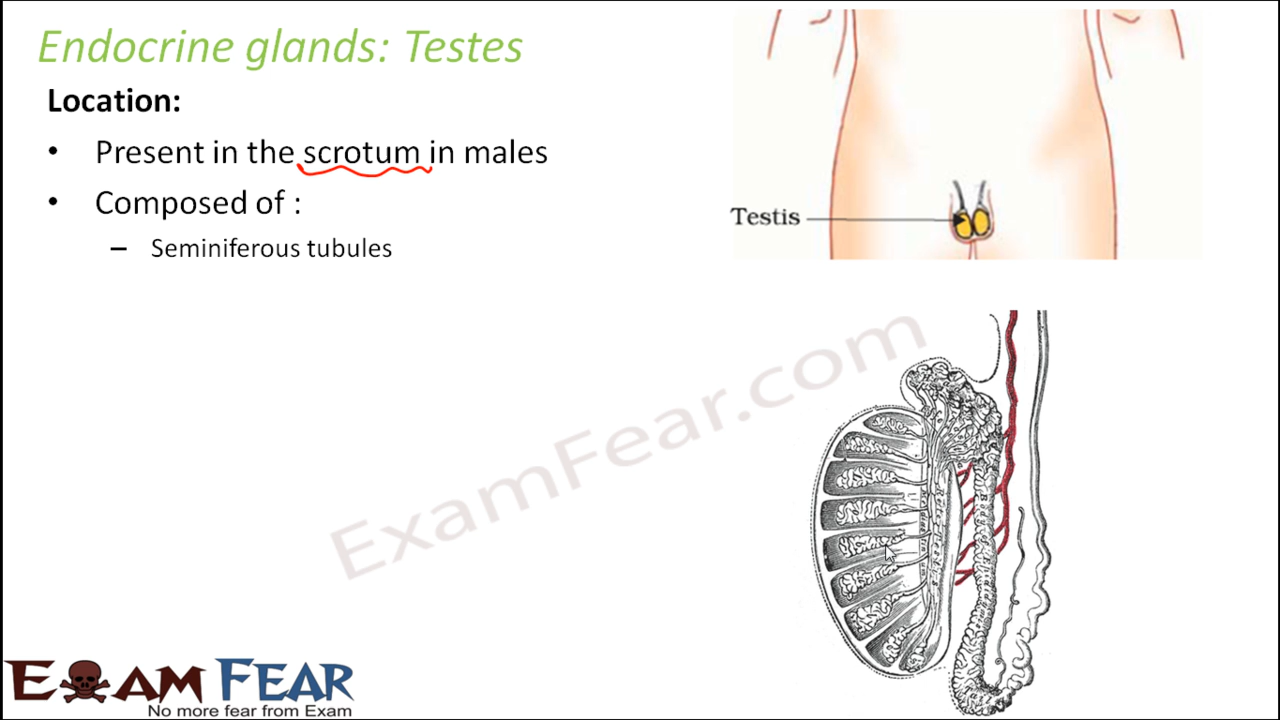 Endocrine glands: Testes
Location:
• Present in the scrotum in males
• Composed of :
– Seminiferous tubules
Testis
ExamFear.com
EXAM FEAR
No more fear from Exam